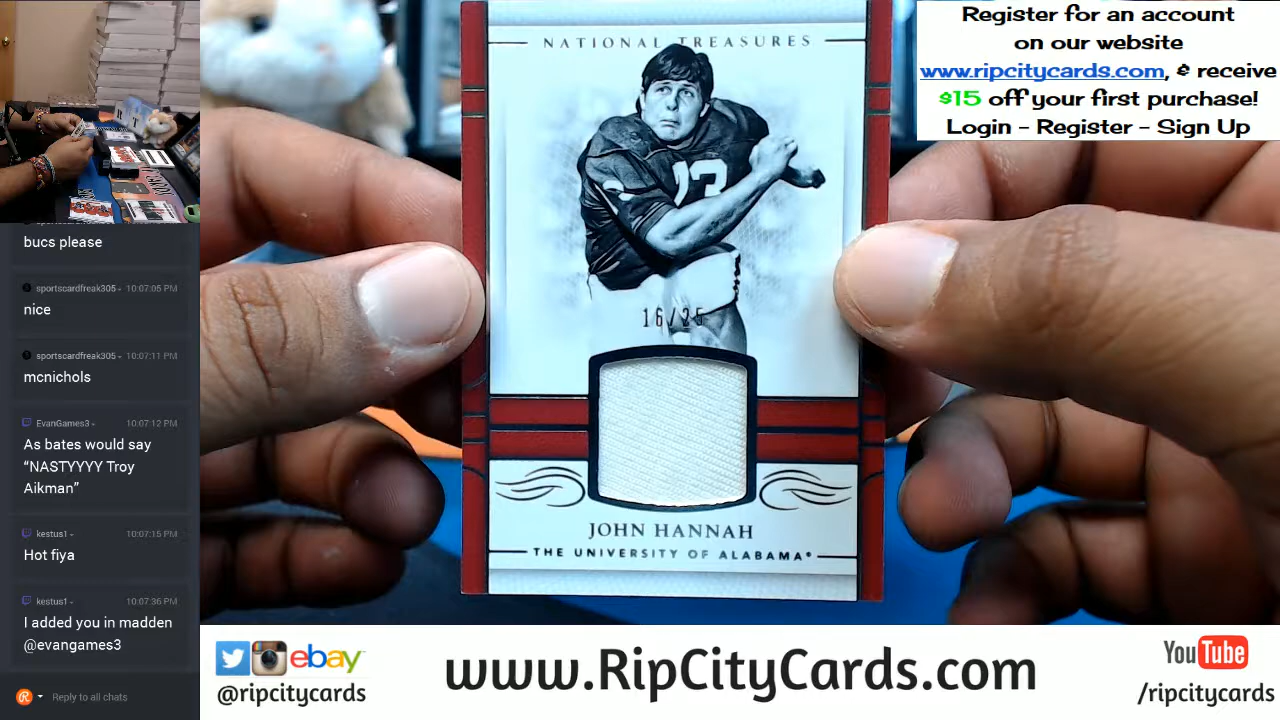 Register for an account
on our website
www.ripcitycards.com, & receive
$15 off your first purchase!
Login - Register - Sign Up
bucs please
sportscardfreak305 10:07:05 PM
nice
sportscardfreak305 10:07:11 PM
mcnichols
EvanGames3 10:07:12 PM
As bates would say
“NASTYYYY Troy
Aikman”
kestus1 10:07:15 PM
Hot fiya
kestus1 10:07:36 PM
I added you in madden
@evangames3
Reply to all chats
NATIONAL TREASURES
73
16/25
JOHN HANNAH
THE UNIVERSITY OF ALABAMA®
ebay
@ripcitycards
www.RipCityCards.com
YouTube
/ripcitycards